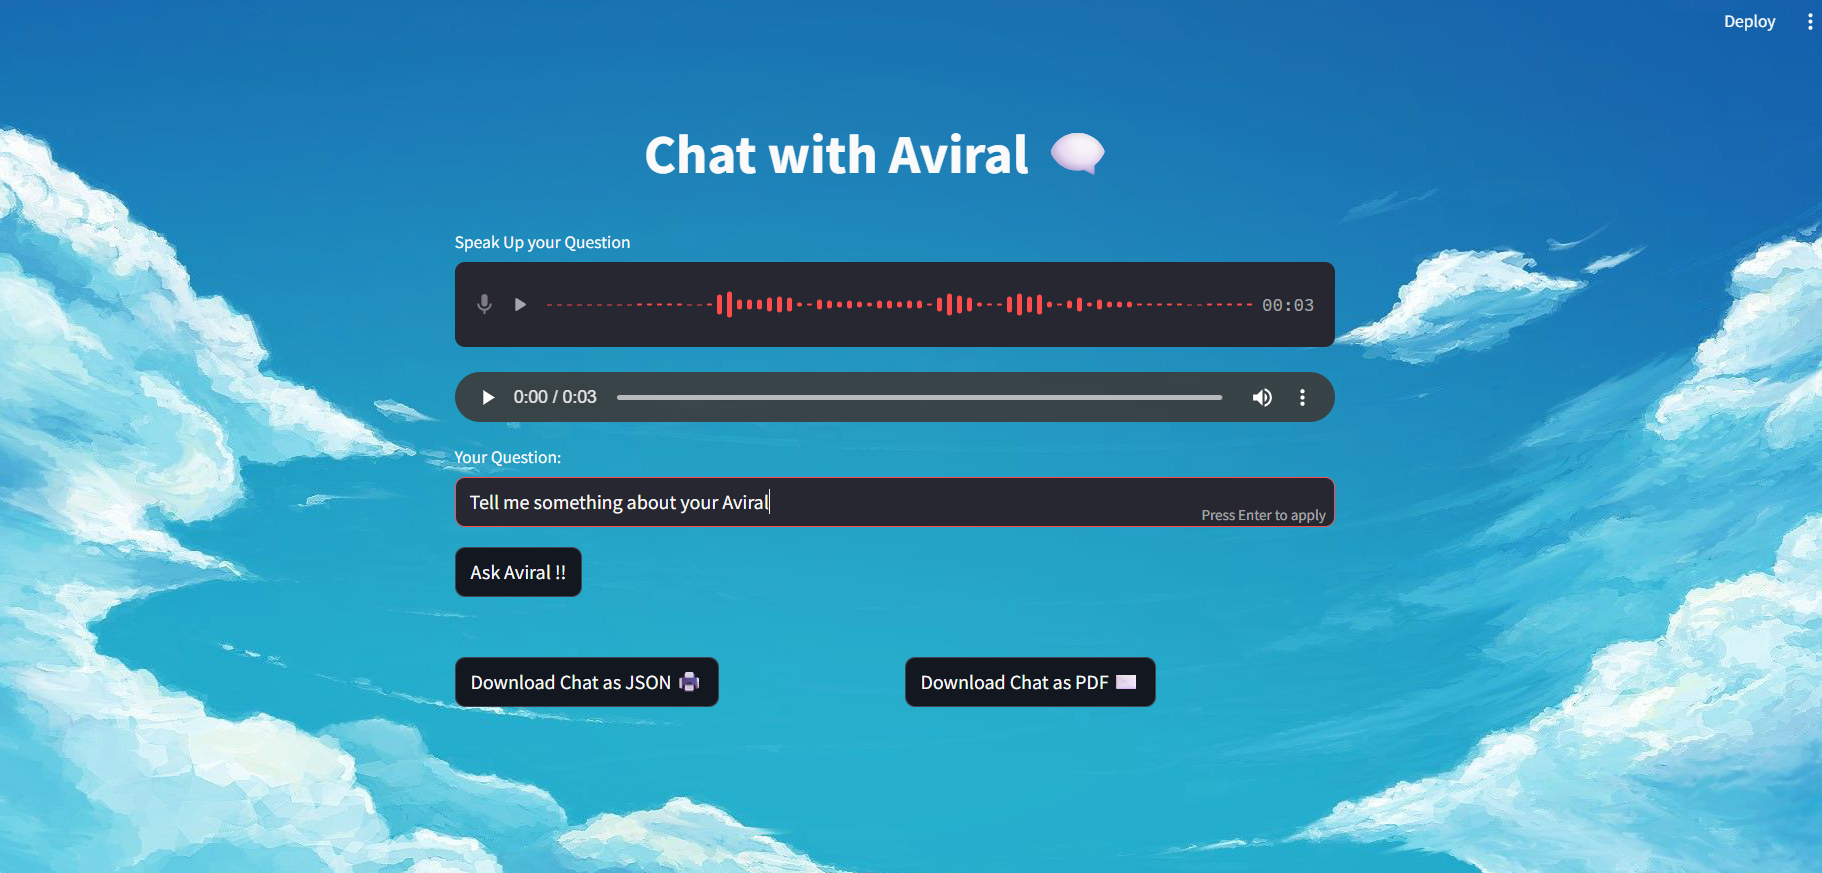 Deploy
Chat with Aviral
Speak Up your Question
00:03
0:00 / 0:03
Your Question:
Tell me something about your Aviral
Press Enter to apply
Ask Aviral !!
Download Chat as JSON
Download Chat as PDF